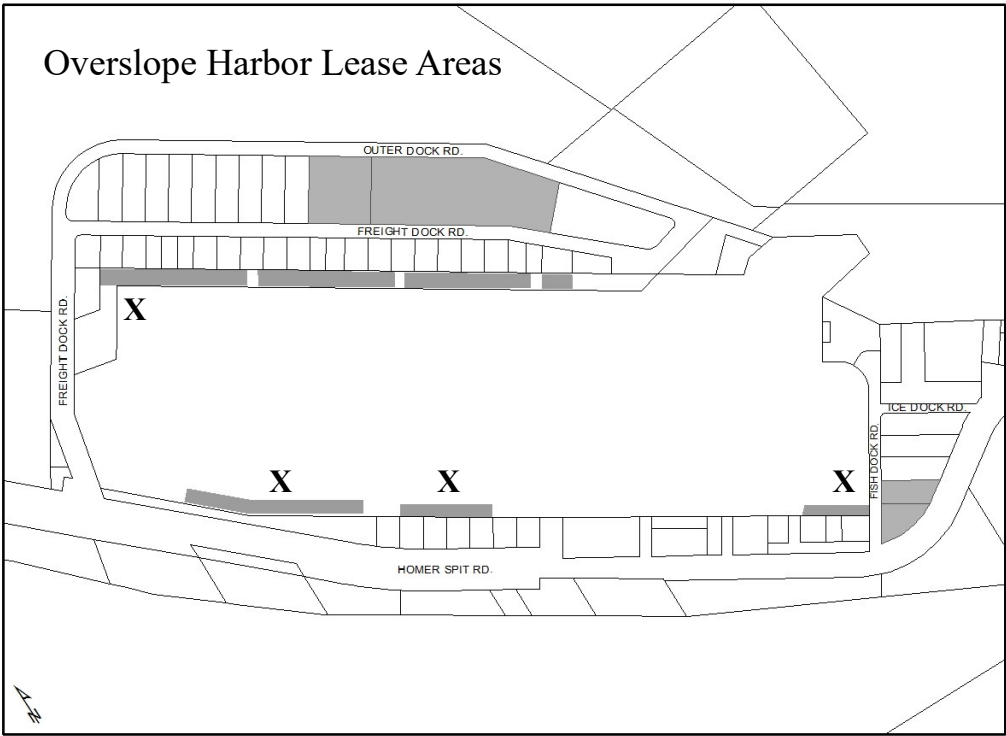 Overslope Harbor Lease Areas
OUTER DOCK RD.
FREIGHT DOCK RD.
X
FREIGHT DOCK RD.
ICE DOCK RD.
FISH DOCK RD.
X
X
X
HOMER SPIT RD.
N